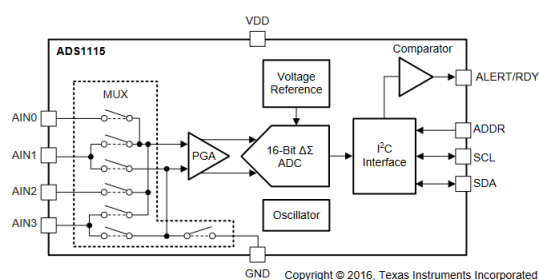 VDD
ADS1115
Comparator
MUX
Voltage
Reference
ALERT/RDY
AIN0
ADDR
AIN1
PGA
16-Bit ΔΣ
ADC
I2C
Interface
SCL
AIN2
SDA
AIN3
Oscillator
GND
Copyright © 2016, Texas Instruments Incorporated